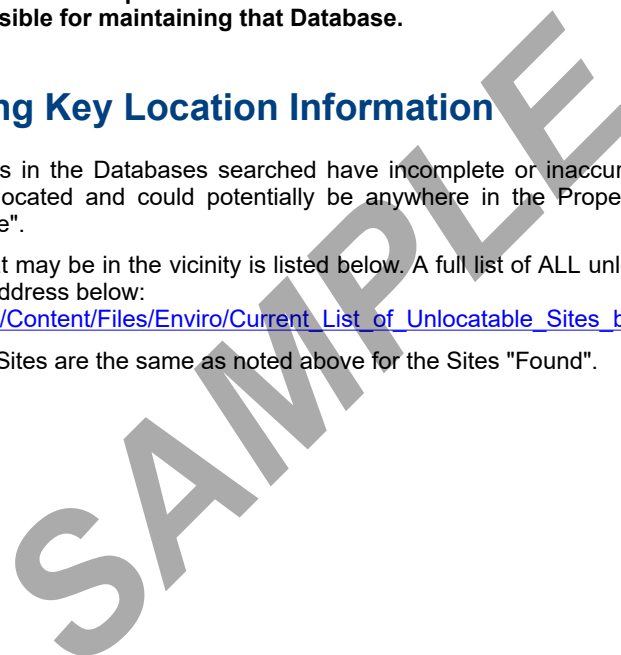 sible for maintaining that Database.
ng Key Location Information
s in the Databases searched have incomplete or inaccur
ocated and could potentially be anywhere in the Prope
e".
t may be in the vicinity is listed below. A full list of ALL unl
ddress below:
/Content/Files/Enviro/Current_List_of_Unlocatable_Sites_b
Sites are the same as noted above for the Sites "Found".
SAMPLE